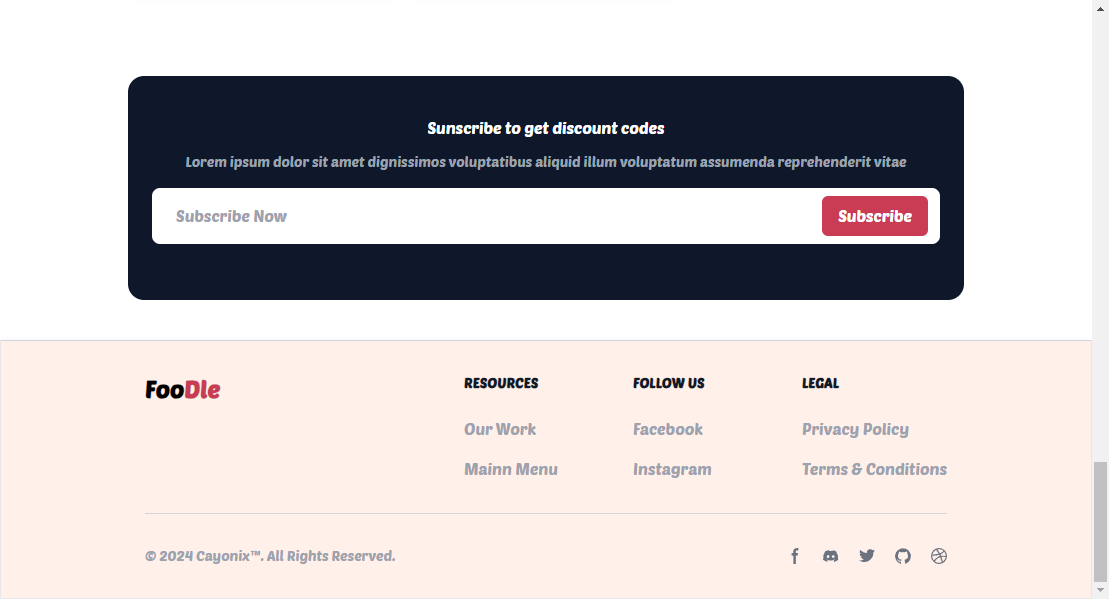 Sunscribe to get discount codes
Lorem ipsum dolor sit amet dignissimos voluptatibus aliquid illum voluptatum assumenda reprehenderit vitae
Subscribe Now
Subscribe
FooDle
RESOURCES
Our Work
Mainn Menu
FOLLOW US
Facebook
Instagram
LEGAL
Privacy Policy
Terms & Conditions
© 2024 Cayonix™. All Rights Reserved.